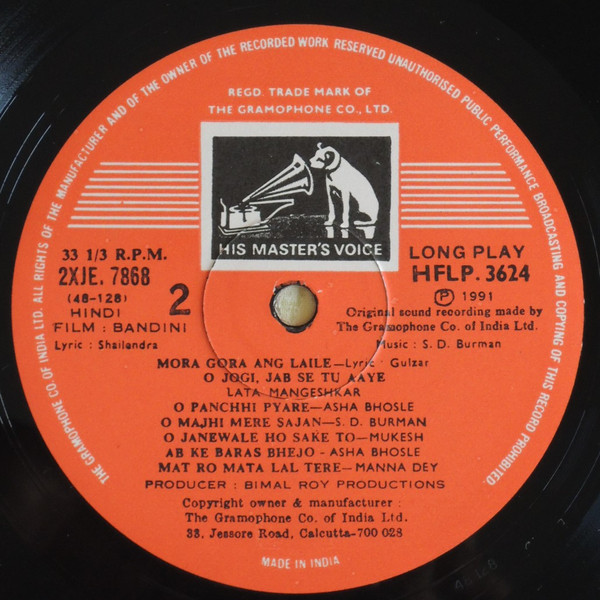 THE GRAMOPHONE CO. OF INDIA LTD. ALL RIGHTS OF THE MANUFACTURER AND OF THE OWNER OF THE RECORDED WORK RESERVED UNAUTHORISED PUBLIC PERFORMANCE BROADCASTING AND COPYING OF THIS RECORD PROHIBITED
REGD. TRADE MARK OF
THE GRAMOPHONE CO., LTD.
HIS MASTER'S VOICE
33 1/3 R.P.M.
2XJE. 7868
(48-128)
2
HINDI
FILM : BANDINI
Lyric : Shailendra
LONG PLAY
HFLP. 3624
Ⓟ 1991
Original sound recording made by
The Gramophone Co. of India Ltd.
Music : S. D. Burman
MORA GORA ANG LAILE—Lyric : Gulzar
O JOGI, JAB SE TU AAYE
LATA MANGESHKAR
O PANCHHI PYARE—ASHA BHOSLE
O MAJHI MERE SAJAN—S. D. BURMAN
O JANEWALE HO SAKE TO—MUKESH
AB KE BARAS BHEJO - ASHA BHOSLE
MAT RO MATA LAL TERE—MANNA DEY
PRODUCER : BIMAL ROY PRODUCTIONS
Copyright owner & manufacturer :
The Gramophone Co. of India Ltd.
33, Jessore Road, Calcutta-700 028
MADE IN INDIA